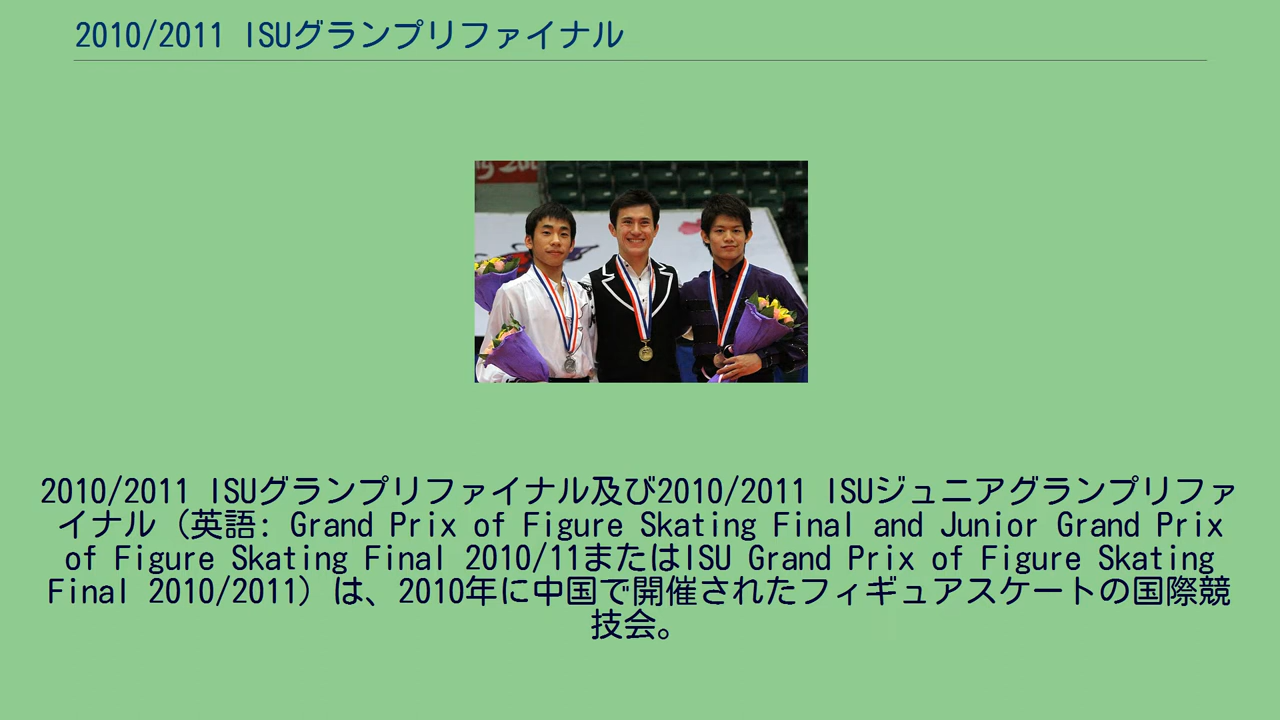 2010/2011 ISUグランプリファイナル
2010/2011 ISUグランプリファイナル及び2010/2011 ISUジュニアグランプリファ
イナル（英語: Grand Prix of Figure Skating Final and Junior Grand Prix
of Figure Skating Final 2010/11またはISU Grand Prix of Figure Skating
Final 2010/2011）は、2010年に中国で開催されたフィギュアスケートの国際競
技会。